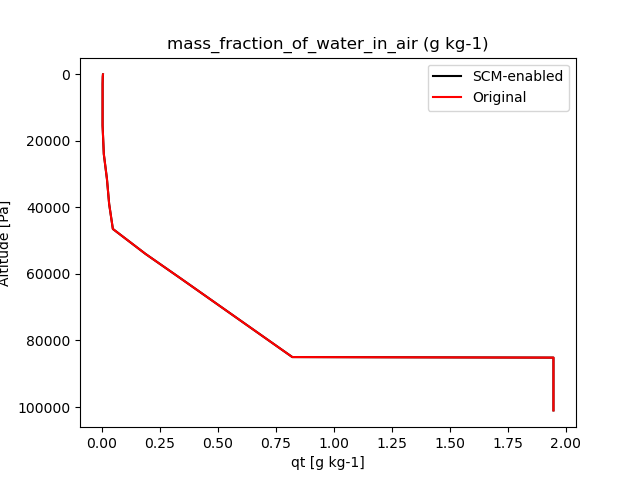 mass_fraction_of_water_in_air (g kg-1)
SCM-enabled
Original
0
20000
40000
60000
80000
100000
Altitude [Pa]
0.00 0.25 0.50 0.75 1.00 1.25 1.50 1.75 2.00
qt [g kg-1]